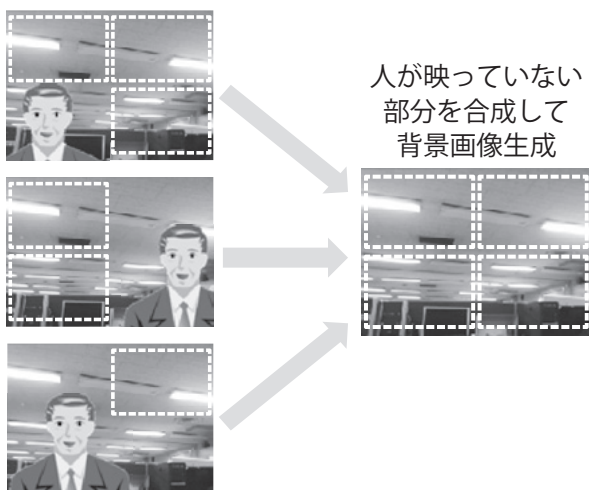 人が映っていない
部分を合成して
背景画像生成